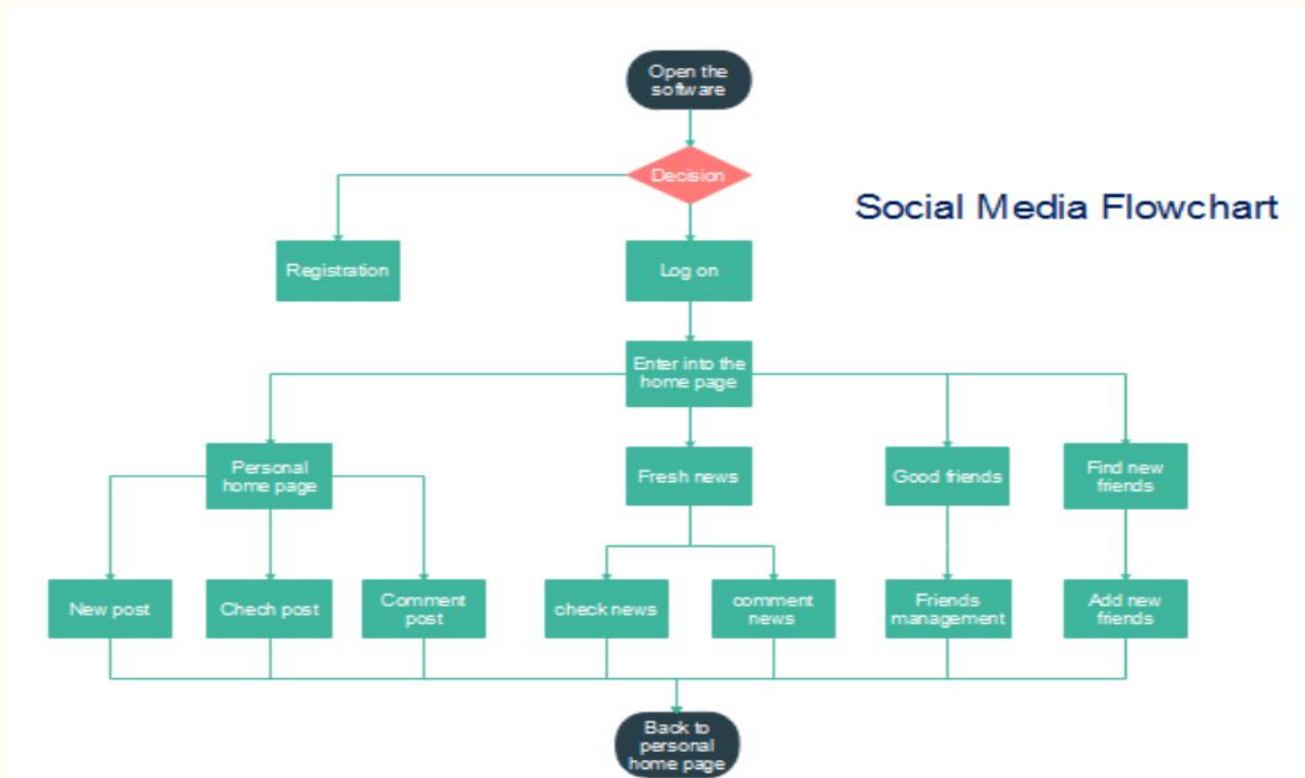 Open the
software
Decision
Social Media Flowchart
Registration
Log on
Enter into the
home page
Personal
home page
Fresh news
Good friends
Find new
friends
New post
Chech post
Comment
post
check news
comment
news
Friends
management
Add new
friends
Back to
personal
home page